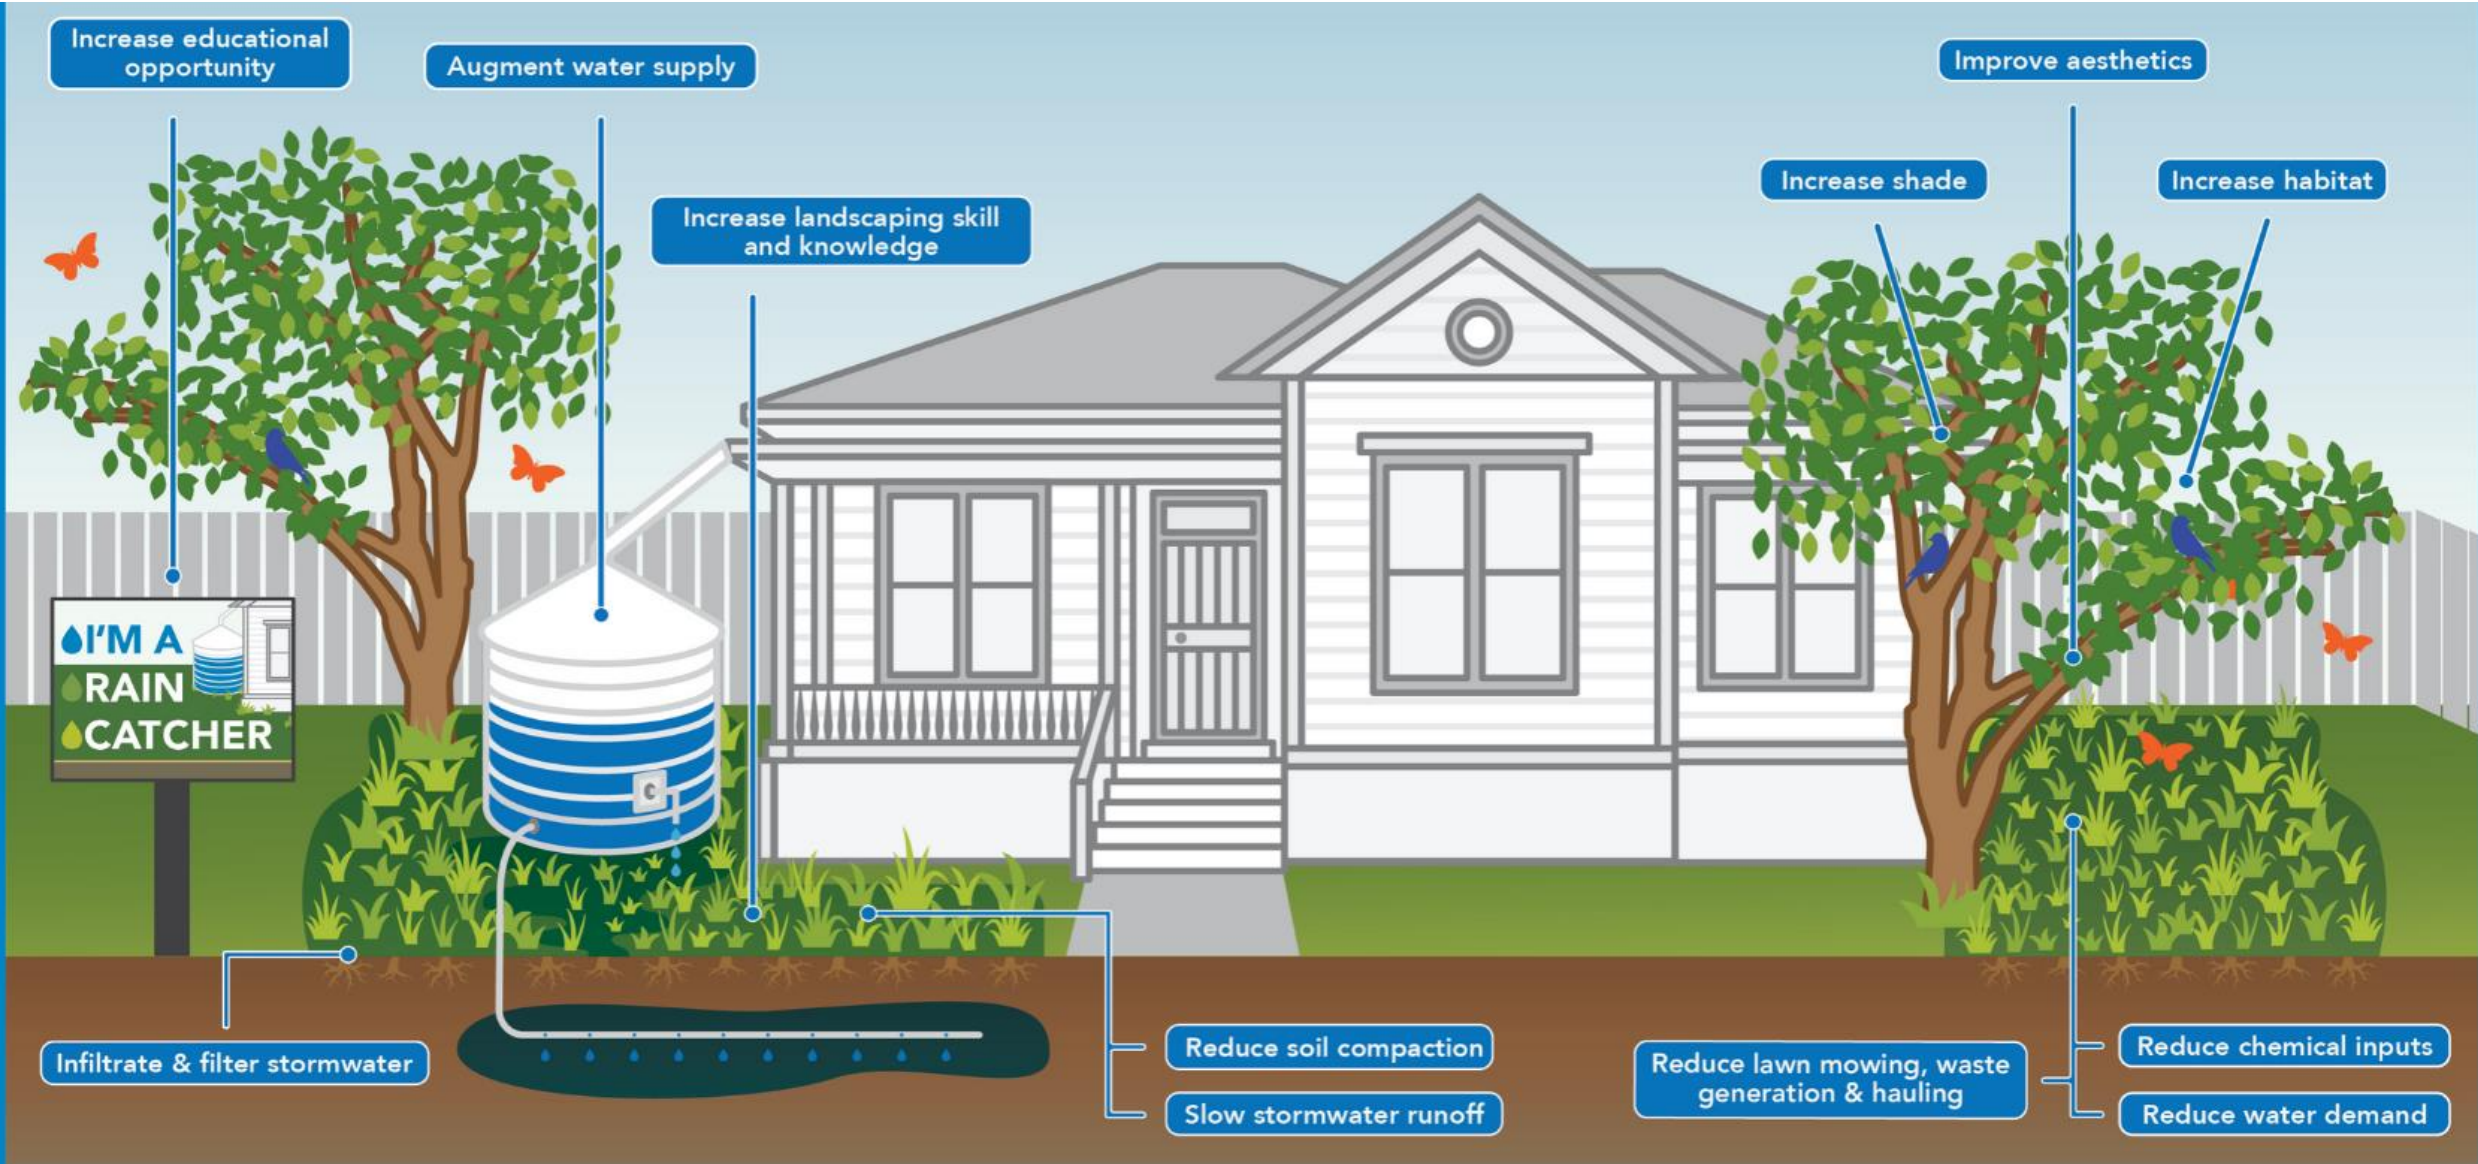 Increase educational
opportunity
Augment water supply
Increase landscaping skill
and knowledge
Improve aesthetics
Increase shade
Increase habitat
I'M A
RAIN
CATCHER
Infiltrate & filter stormwater
Reduce soil compaction
Slow stormwater runoff
Reduce lawn mowing, waste
generation & hauling
Reduce chemical inputs
Reduce water demand